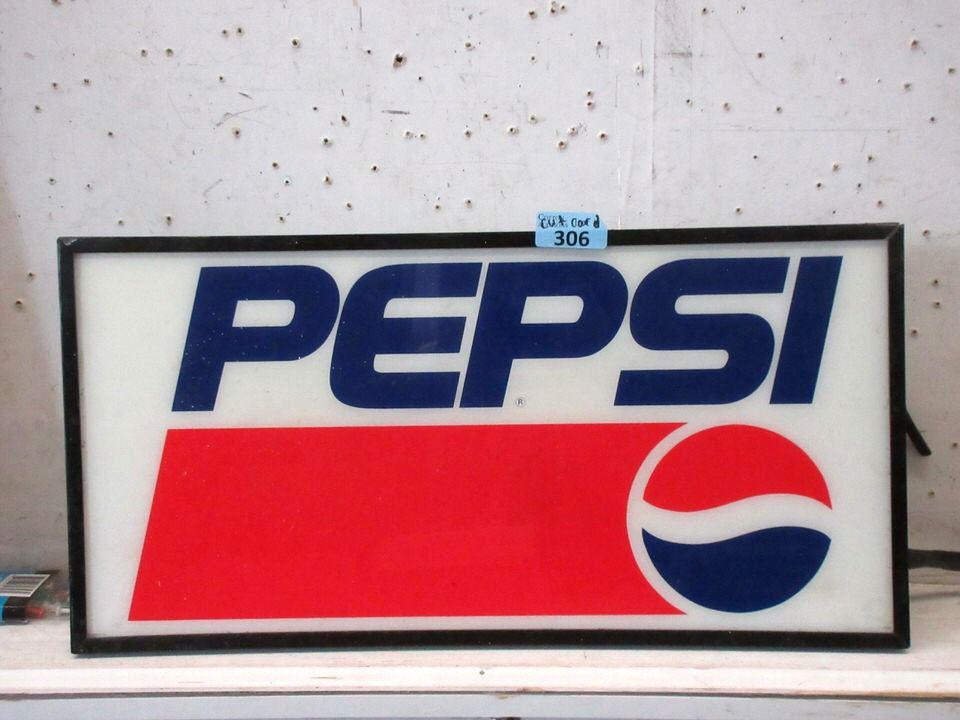 Cut Cord
306
PEPSI
®